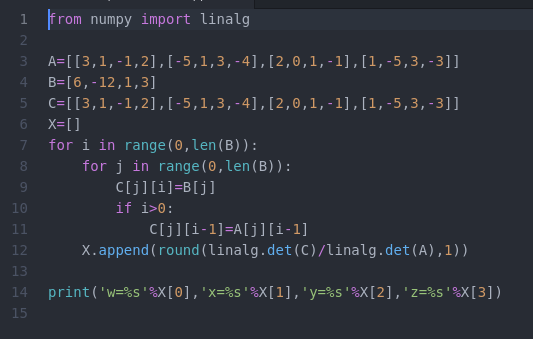 1 from numpy import linalg
2
3 A=[[3,1,-1,2],[-5,1,3,-4],[2,0,1,-1],[1,-5,3,-3]]
4 B=[6,-12,1,3]
5 C=[[3,1,-1,2],[-5,1,3,-4],[2,0,1,-1],[1,-5,3,-3]]
6 X=[]
7 for i in range(0,len(B)):
8     for j in range(0,len(B)):
9         C[j][i]=B[j]
10         if i>0:
11             C[j][i-1]=A[j][i-1]
12     X.append(round(linalg.det(C)/linalg.det(A),1))
13
14 print('w=%s'%X[0],'x=%s'%X[1],'y=%s'%X[2],'z=%s'%X[3])
15